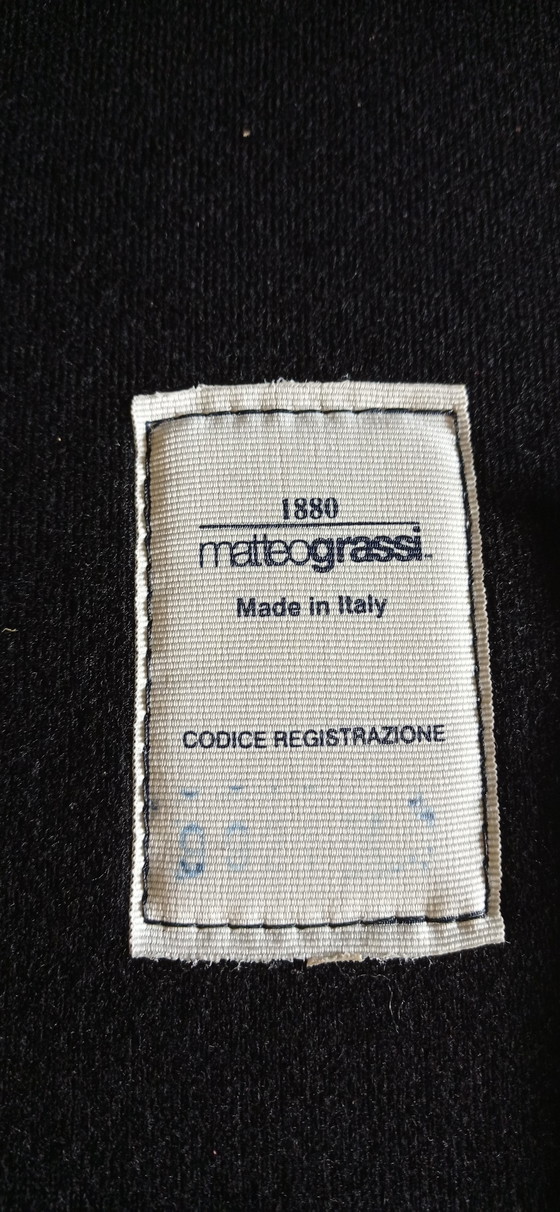 1880
matteograssi
Made in Italy
CODICE REGISTRAZIONE